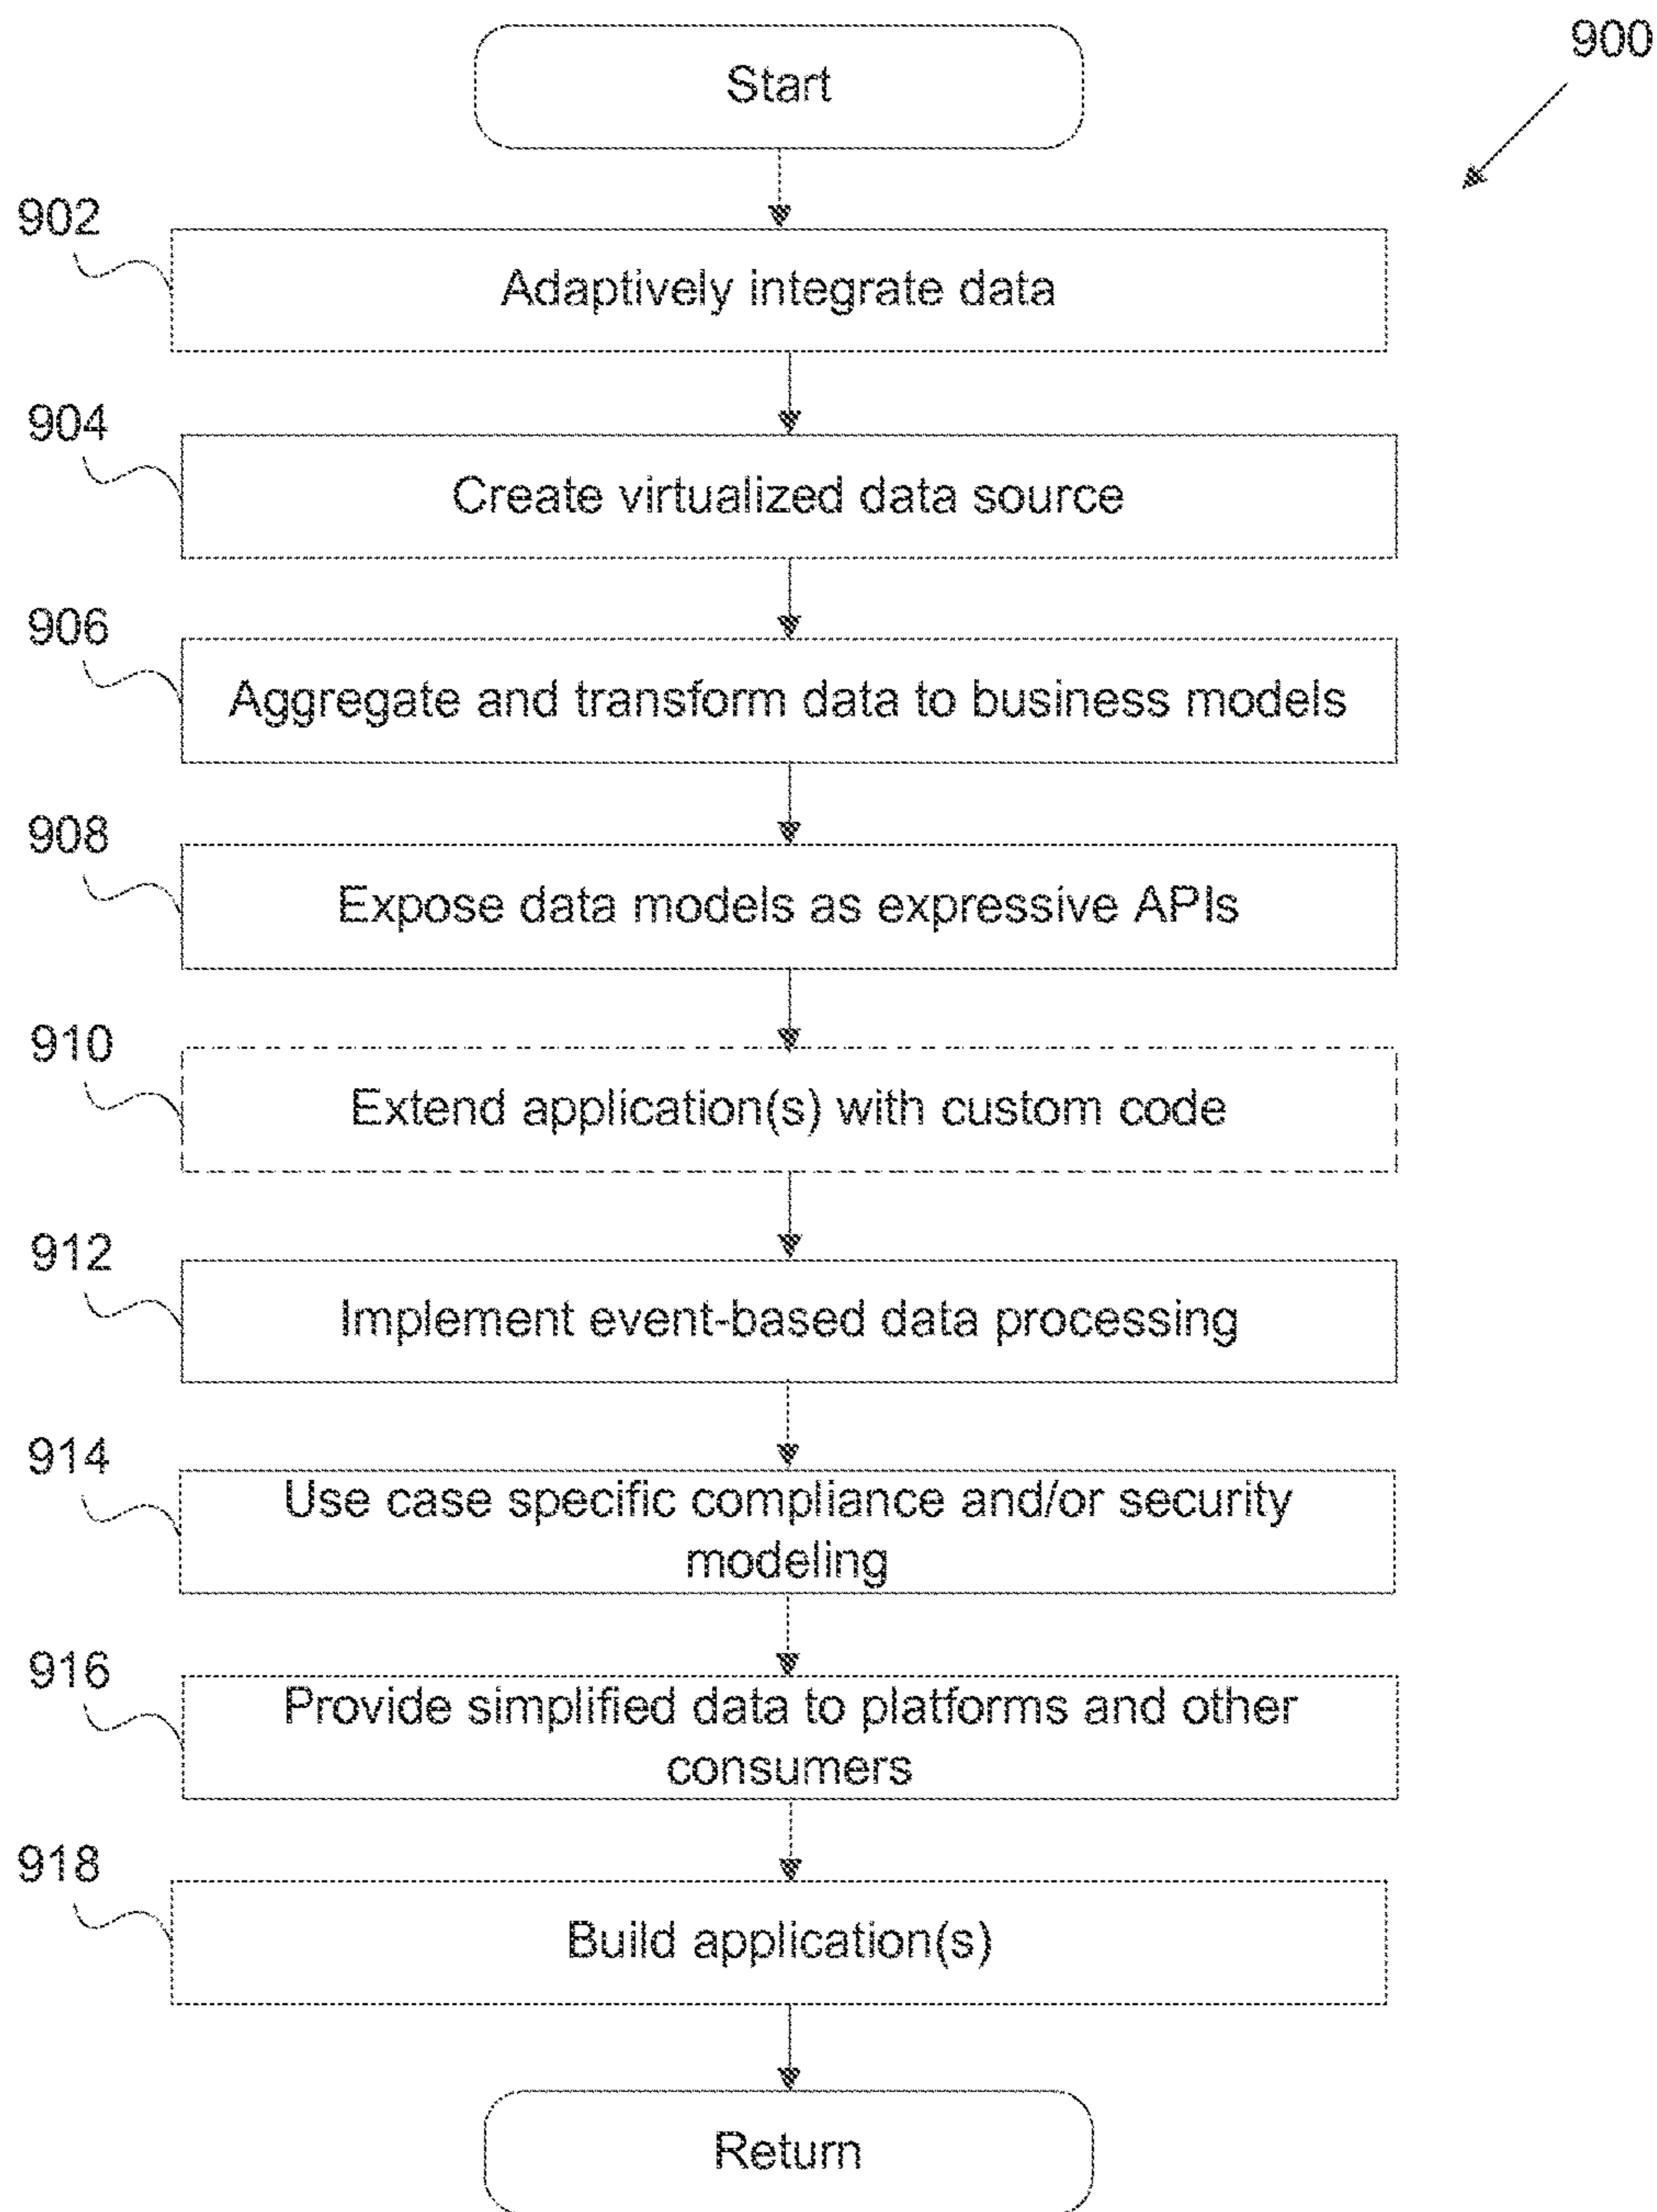 900
Start
902
Adaptively integrate data
904
Create virtualized data source
906
Aggregate and transform data to business models
908
Expose data models as expressive APIs
910
Extend application(s) with custom code
912
Implement event-based data processing
914
Use case specific compliance and/or security
modeling
916
Provide simplified data to platforms and other
consumers
918
Build application(s)
Return